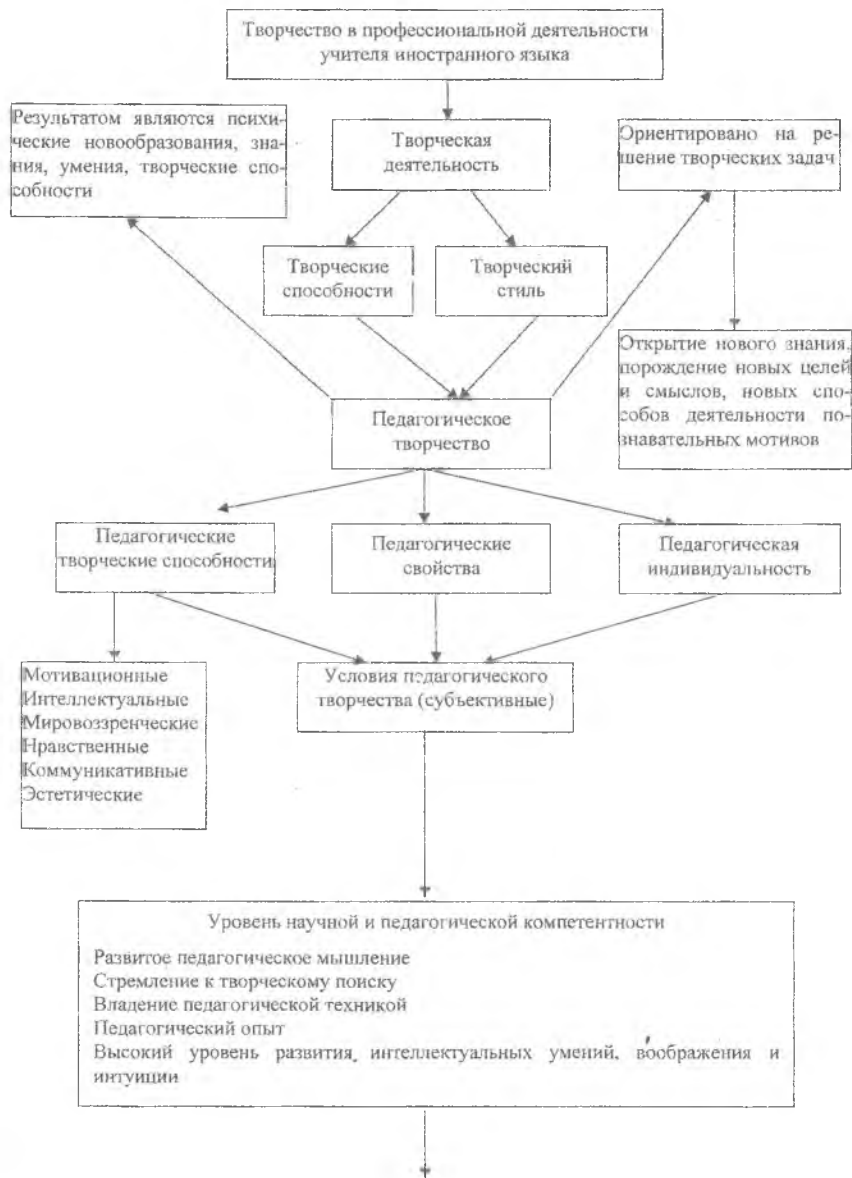 Творчество в профессиональной деятельности
учителя иностранного языка
Результатом являются психи-
ческие новообразования, зна-
ния, умения, творческие спо-
собности
Творческая
деятельность
Ориентировано на ре-
шение творческих задач
Творческие
способности
Творческий
стиль
Открытие нового знания,
порождение новых целей
и смыслов, новых спо-
собов деятельности по-
знавательных мотивов
Педагогическое
творчество
Педагогические
творческие способности
Педагогические
свойства
Педагогическая
индивидуальность
Мотивационные
Интеллектуальные
Мировоззренческие
Нравственные
Коммуникативные
Эстетические
Условия педагогического
творчества (субъективные)
Уровень научной и педагогической компетентности
Развитое педагогическое мышление
Стремление к творческому поиску
Владение педагогической техникой
Педагогический опыт
Высокий уровень развития интеллектуальных умений, воображения и
интуиции